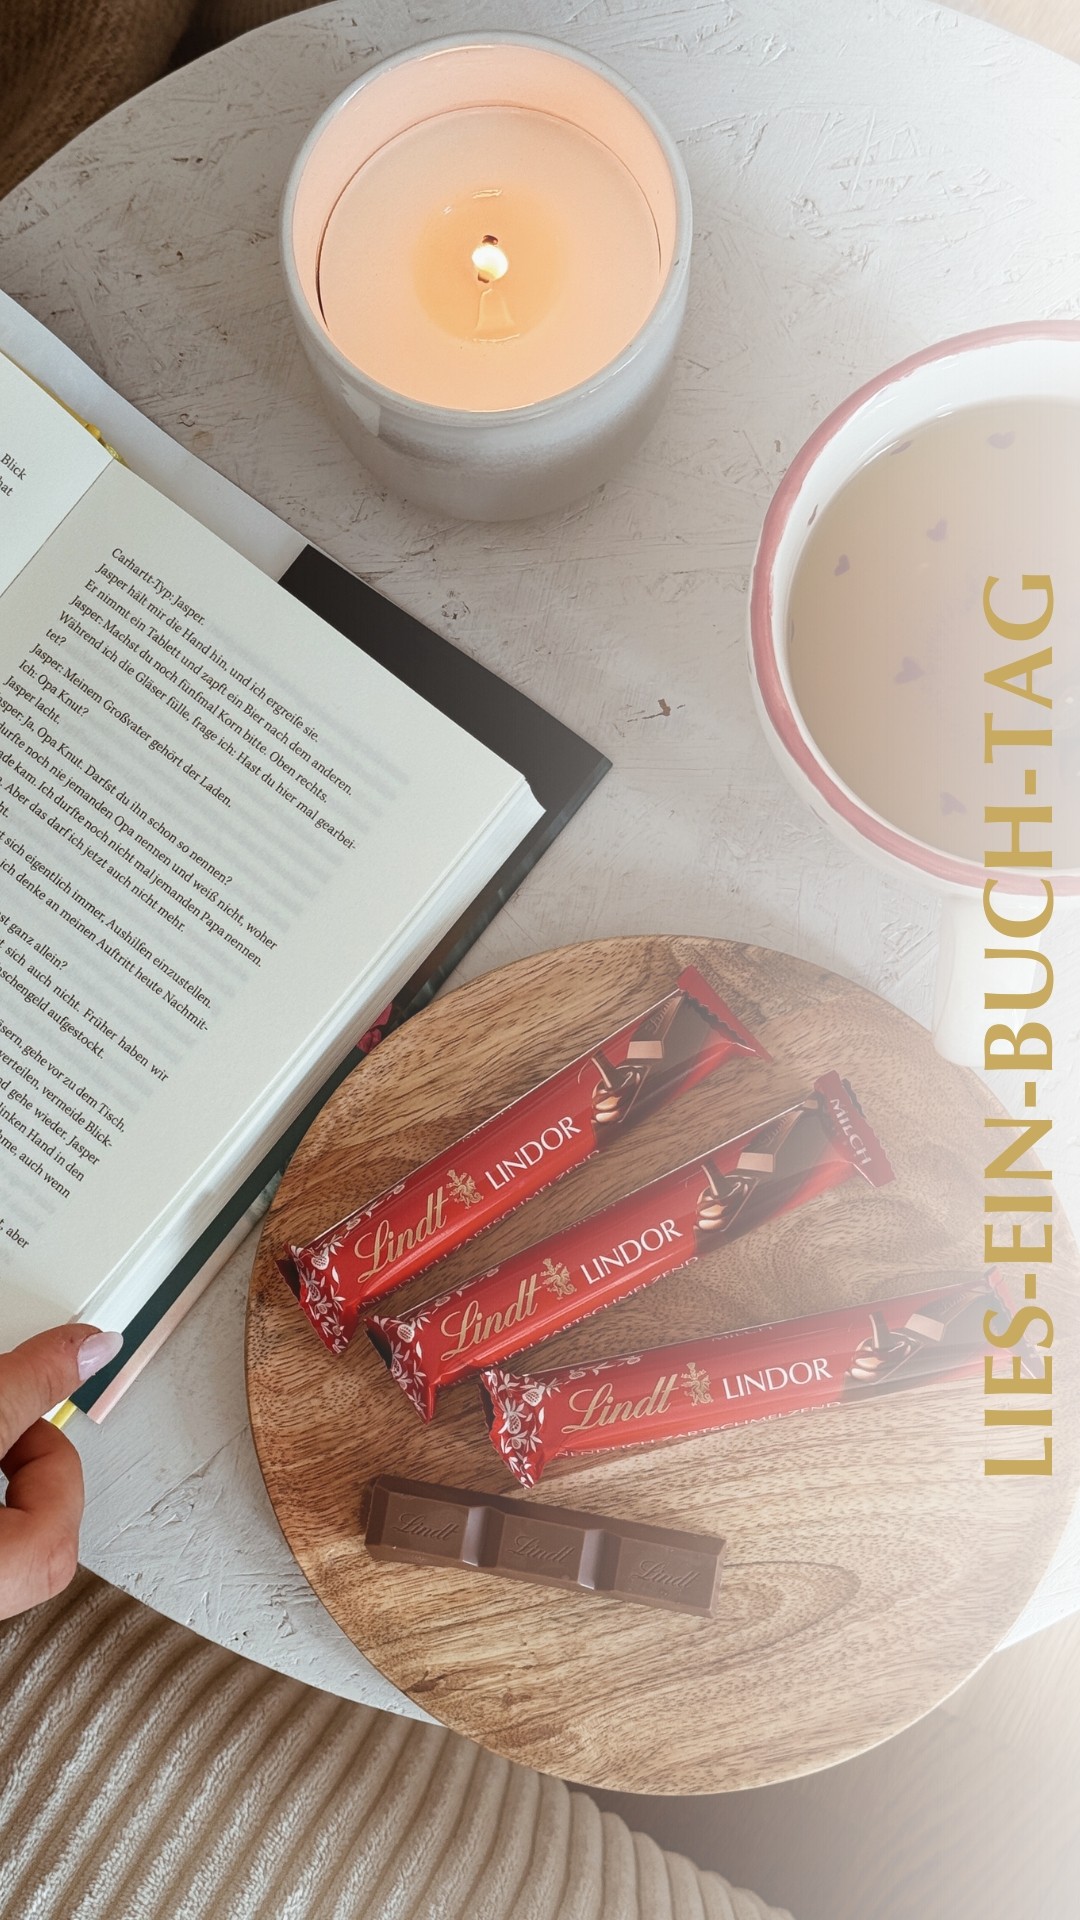 Blick
hat
Carhartt-Typ: Jasper.
Jasper hält mir die Hand hin, und ich ergreife sie.
Er nimmt ein Tablett und zapft ein Bier nach dem anderen.
Jasper: Machst du noch fünfmal Korn bitte. Oben rechts.
Während ich die Gläser fülle, frage ich: Hast du hier mal gearbei-
tet?
Jasper: Meinem Großvater gehört der Laden.
Ich: Opa Knut?
Jasper lacht.
Ja. Opa Knut. Darfst du ihn schon so nennen?
durfte noch nie jemanden Opa nennen und weiß nicht, woher
kam. Ich durfte noch nicht mal jemanden Papa nennen.
Aber das darf ich jetzt auch nicht mehr.
sich eigentlich immer, Aushilfen einzustellen.
ich denke an meinen Auftritt heute Nachmit-
ganz allein?
sich auch nicht. Früher haben wir
aufgestockt.
gehe vor zu dem Tisch,
verteilen, vermeide Blick-
gehe wieder. Jasper
linken Hand in den
auch wenn
aber
Lindt LINDOR
ZARTSCHMELZEND
MILCH
Lindt LINDOR
ZARTSCHMELZEND
MILCH
Lindt LINDOR
ZARTSCHMELZEND
Lindt Lindt Lindt
LIES-EIN-BUCH-TAG